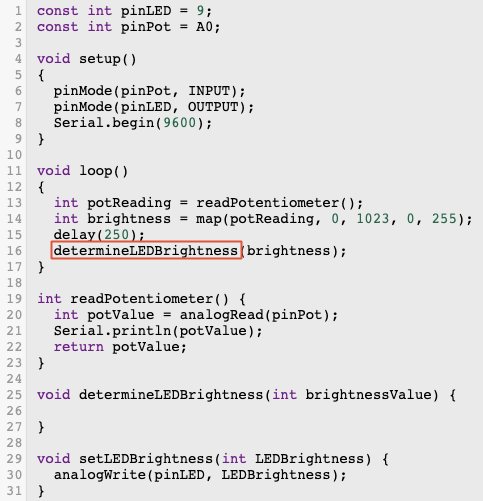 1 const int pinLED = 9;
2 const int pinPot = A0;
3
4 void setup()
5 {
6   pinMode(pinPot, INPUT);
7   pinMode(pinLED, OUTPUT);
8   Serial.begin(9600);
9 }
10
11 void loop()
12 {
13   int potReading = readPotentiometer();
14   int brightness = map(potReading, 0, 1023, 0, 255);
15   delay(250);
16   determineLEDBrightness(brightness);
17 }
18
19 int readPotentiometer() {
20   int potValue = analogRead(pinPot);
21   Serial.println(potValue);
22   return potValue;
23 }
24
25 void determineLEDBrightness(int brightnessValue) {
26
27 }
28
29 void setLEDBrightness(int LEDBrightness) {
30   analogWrite(pinLED, LEDBrightness);
31 }